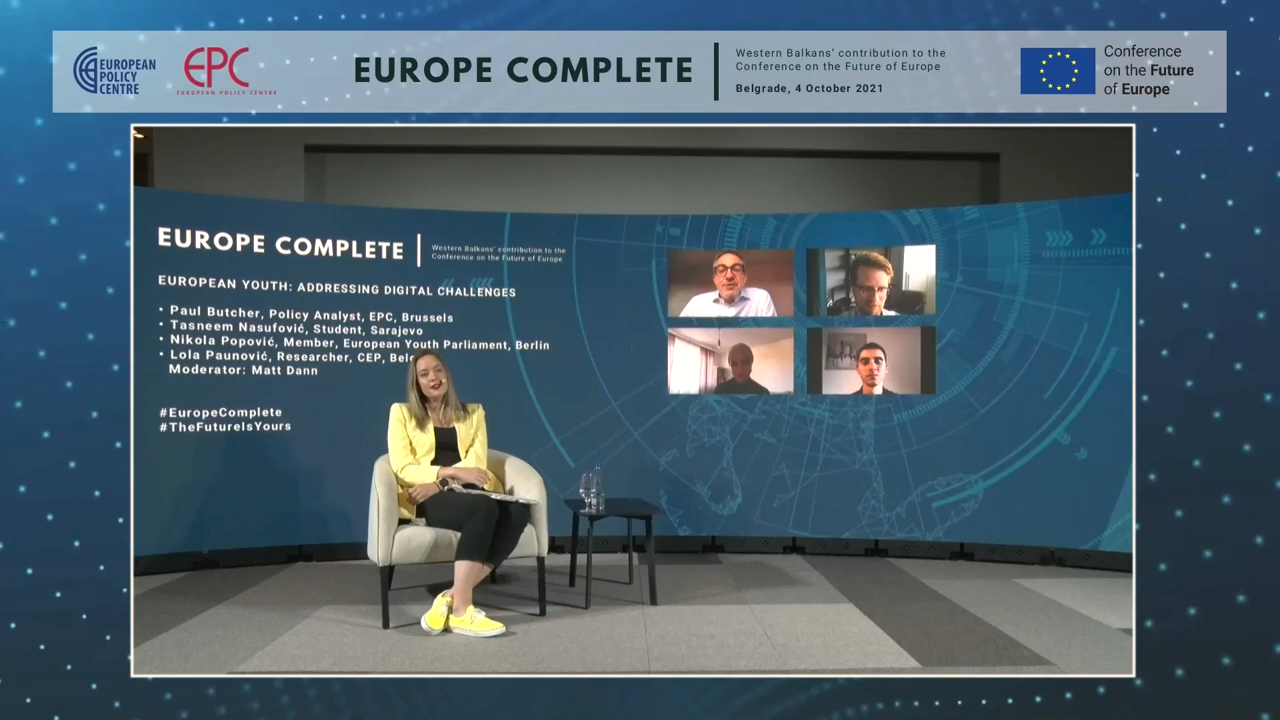 EUROPEAN
POLICY
CENTRE
EPC
EUROPEAN POLICY CENTRE
EUROPE COMPLETE
Western Balkans' contribution to the
Conference on the Future of Europe
Belgrade, 4 October 2021
Conference
on the Future
of Europe
EUROPE COMPLETE
Western Balkans' contribution to the
Conference on the Future of Europe
EUROPEAN YOUTH: ADDRESSING DIGITAL CHALLENGES
• Paul Butcher, Policy Analyst, EPC, Brussels
• Tasneem Nasufović, Student, Sarajevo
• Nikola Popović, Member, European Youth Parliament, Berlin
• Lola Paunović, Researcher, CEP, Bel
Moderator: Matt Dann
#EuropeComplete
#TheFutureIsYours